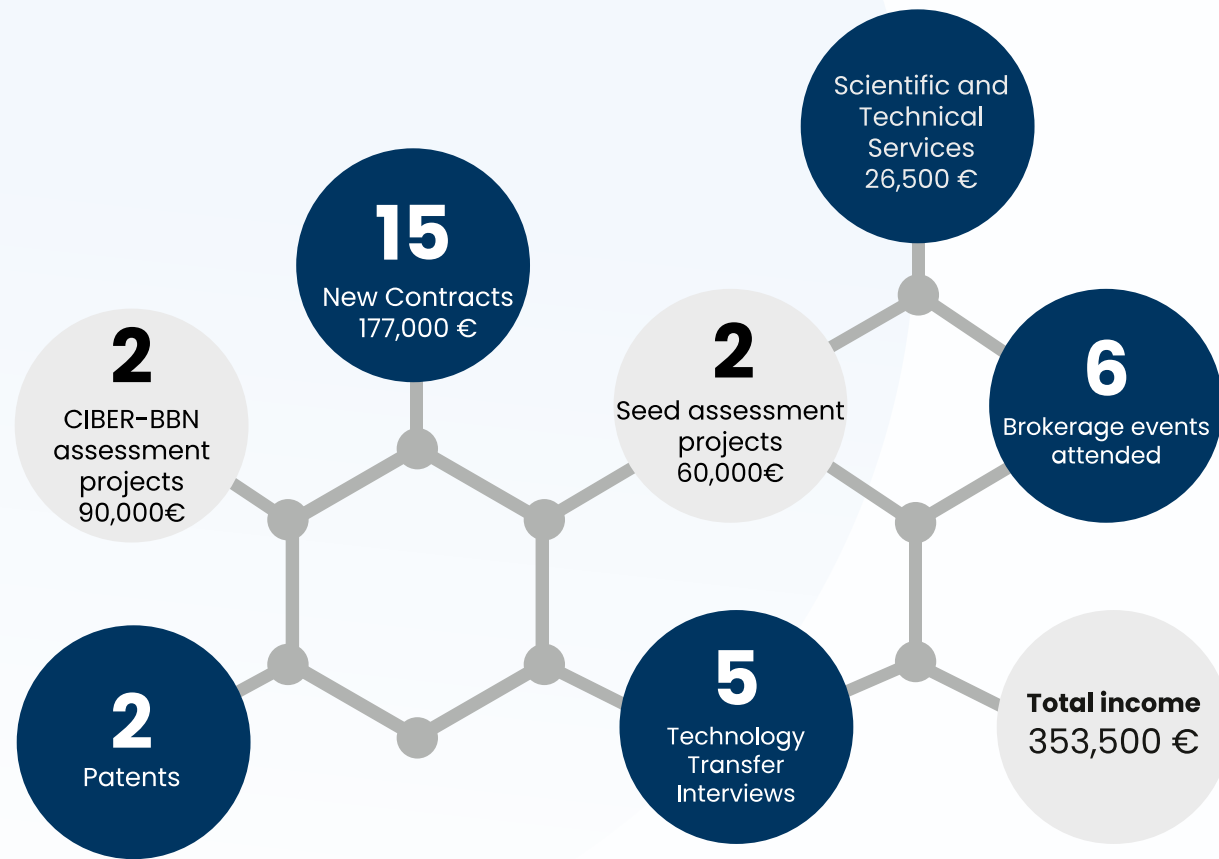 Scientific and
Technical
Services
26,500 €
15
New Contracts
177,000 €
2
CIBER-BBN
assessment
projects
90,000€
2
Seed assessment
projects
60,000€
6
Brokerage events
attended
2
Patents
5
Technology
Transfer
Interviews
Total income
353,500 €